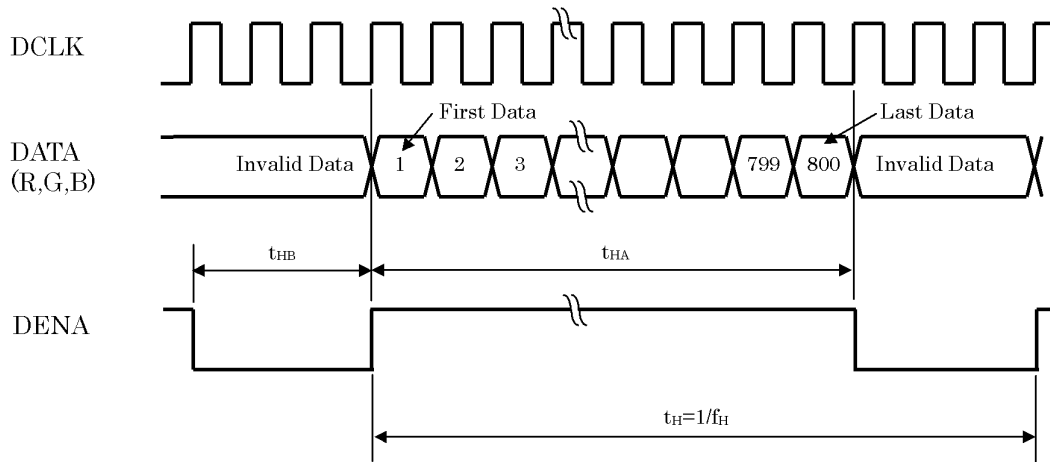 DCLK
First Data
Last Data
DATA
(R,G,B)
Invalid Data
1
2
3
799
800
Invalid Data
tHB
tHA
DENA
tH=1/fH